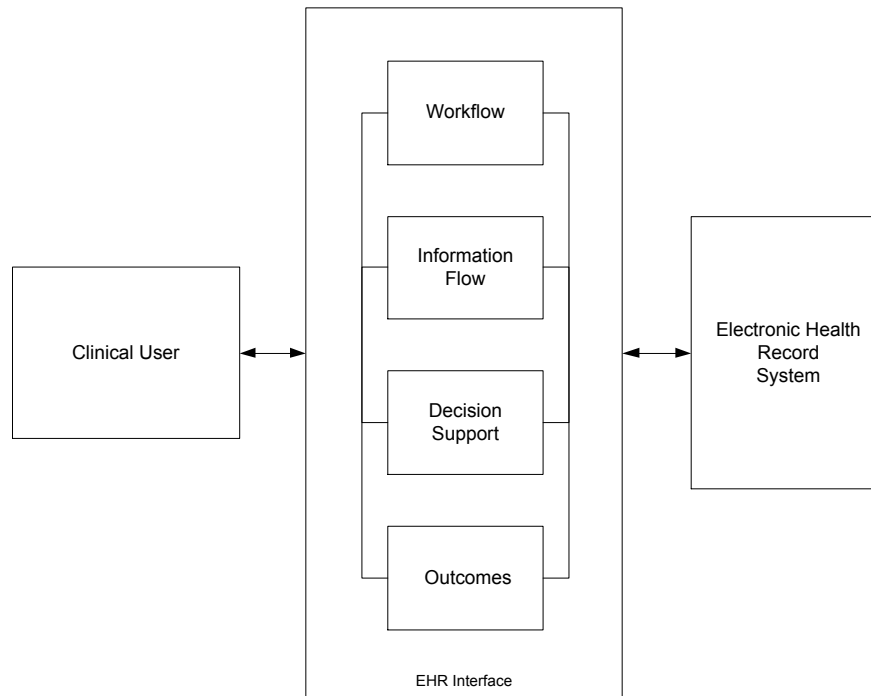 Workflow
Information
Flow
Clinical User
Electronic Health
Record
System
Decision
Support
Outcomes
EHR Interface